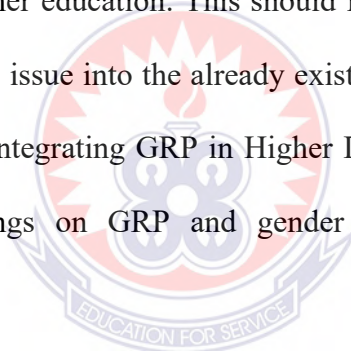 her education. This should
issue into the already exist
ntegrating GRP in Higher
ngs on GRP and gender
EDUCATION FOR SERVICE